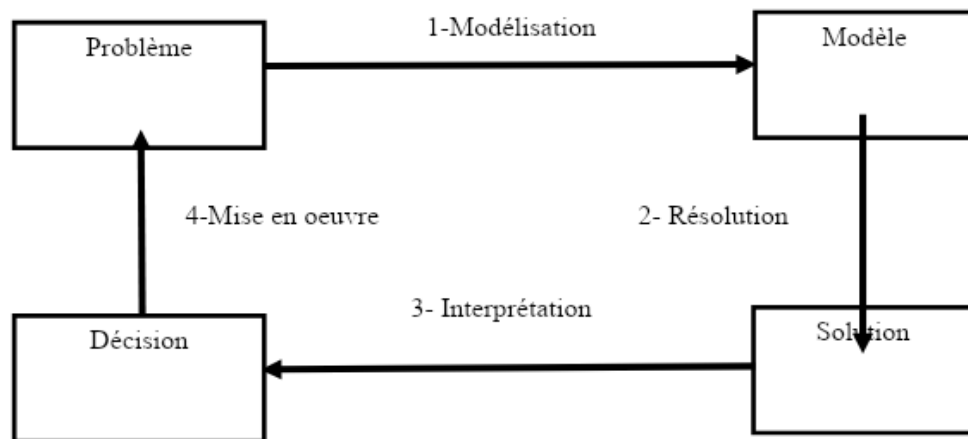 Problème
1-Modélisation
Modèle
4-Mise en oeuvre
2- Résolution
3- Interprétation
Décision
Solution